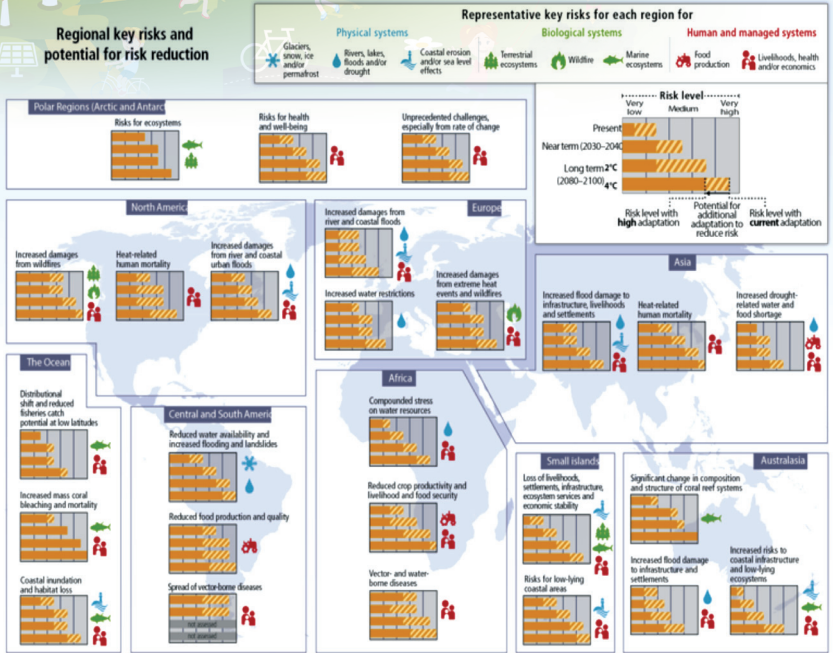 Regional key risks and
potential for risk reduction
Representative key risks for each region for
Physical systems
Biological systems
Human and managed systems
Glaciers,
snow, ice
and/or
permafrost
Rivers, lakes,
floods and/or
drought
Coastal erosion
and/or sea level
effects
Terrestrial
ecosystems
Wildfire
Marine
ecosystems
Food
production
Livelihoods, health
and/or economics
Risk level
Very
low
Medium
Very
high
Present
Near term (2030–2040
Long term 2°C
(2080–2100) 4°C
Risk level with
high adaptation
Potential for
additional
adaptation to
reduce risk
Risk level with
current adaptation
Polar Regions (Arctic and Antarc
Risks for ecosystems
Risks for health
and well-being
Unprecedented challenges,
especially from rate of change
North America
Increased damages
from wildfires
Heat-related
human mortality
Increased damages
from river and coastal
urban floods
Europe
Increased damages from
river and coastal floods
Increased water restrictions
Increased damages
from extreme heat
events and wildfires
Asia
Increased flood damage to
infrastructure, livelihoods
and settlements
Heat-related
human mortality
Increased drought-
related water and
food shortage
The Ocean
Distributional
shift and reduced
fisheries catch
potential at low latitudes
Increased mass coral
bleaching and mortality
Coastal inundation
and habitat loss
Central and South Americ
Reduced water availability and
increased flooding and landslides
Reduced food production and quality
Spread of vector-borne diseases
not assessed
not assessed
Africa
Compounded stress
on water resources
Reduced crop productivity and
livelihood and food security
Vector- and water-
borne diseases
Small islands
Loss of livelihoods,
settlements, infrastructure,
ecosystem services and
economic stability
Risks for low-lying
coastal areas
Australasia
Significant change in composition
and structure of coral reef systems
Increased flood damage
to infrastructure and
settlements
Increased risks to
coastal infrastructure
and low-lying
ecosystems